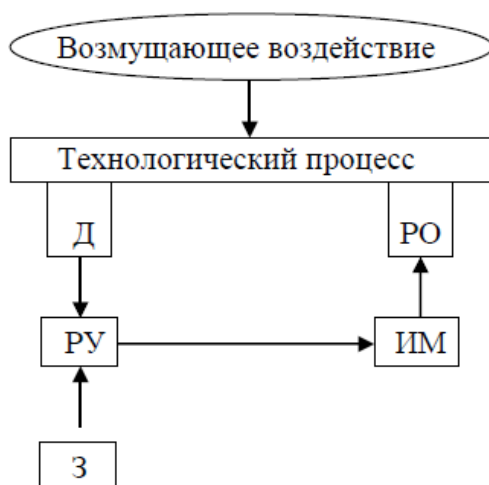 Возмущающее воздействие
Технологический процесс
Д
РО
РУ
ИМ
З